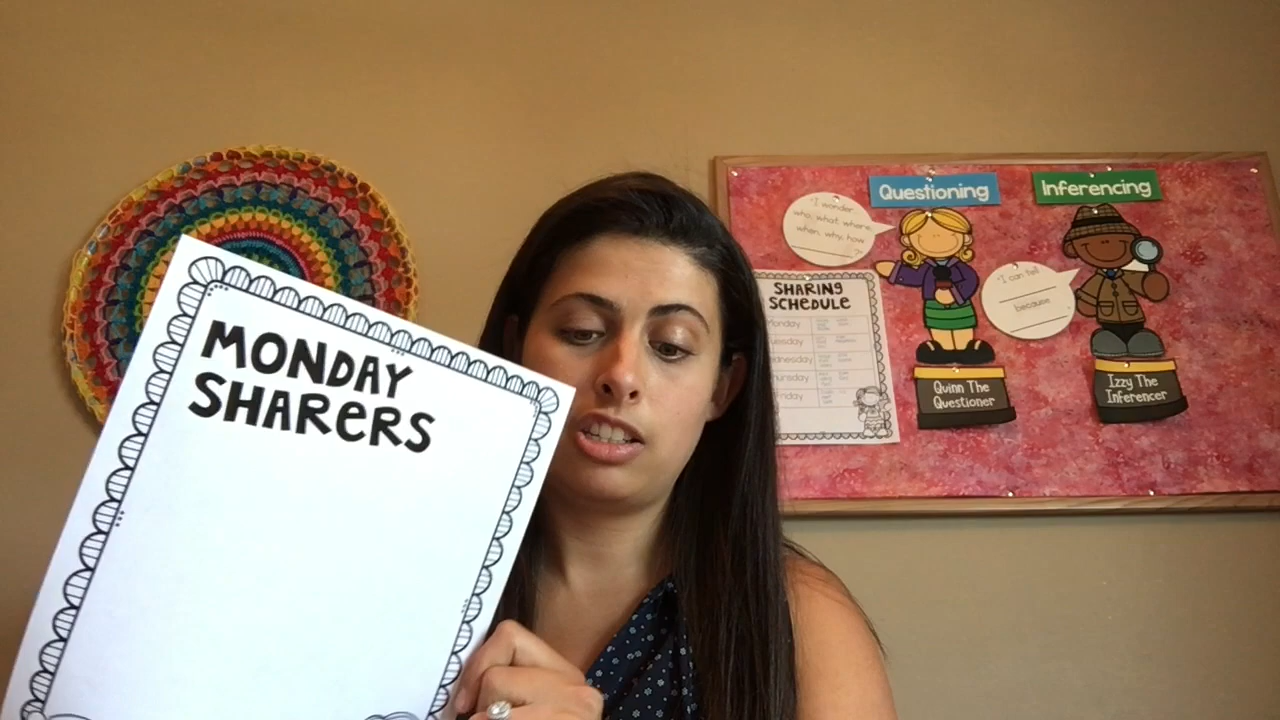 MONDAY
SHARERS
Questioning
Inferencing
"I wonder
who, what, where,
when, why, how
?"
"I can tell
because
SHARING
SCHEDULE
Monday
Tuesday
Wednesday
Thursday
Friday
Quinn The
Questioner
Izzy The
Inferencer